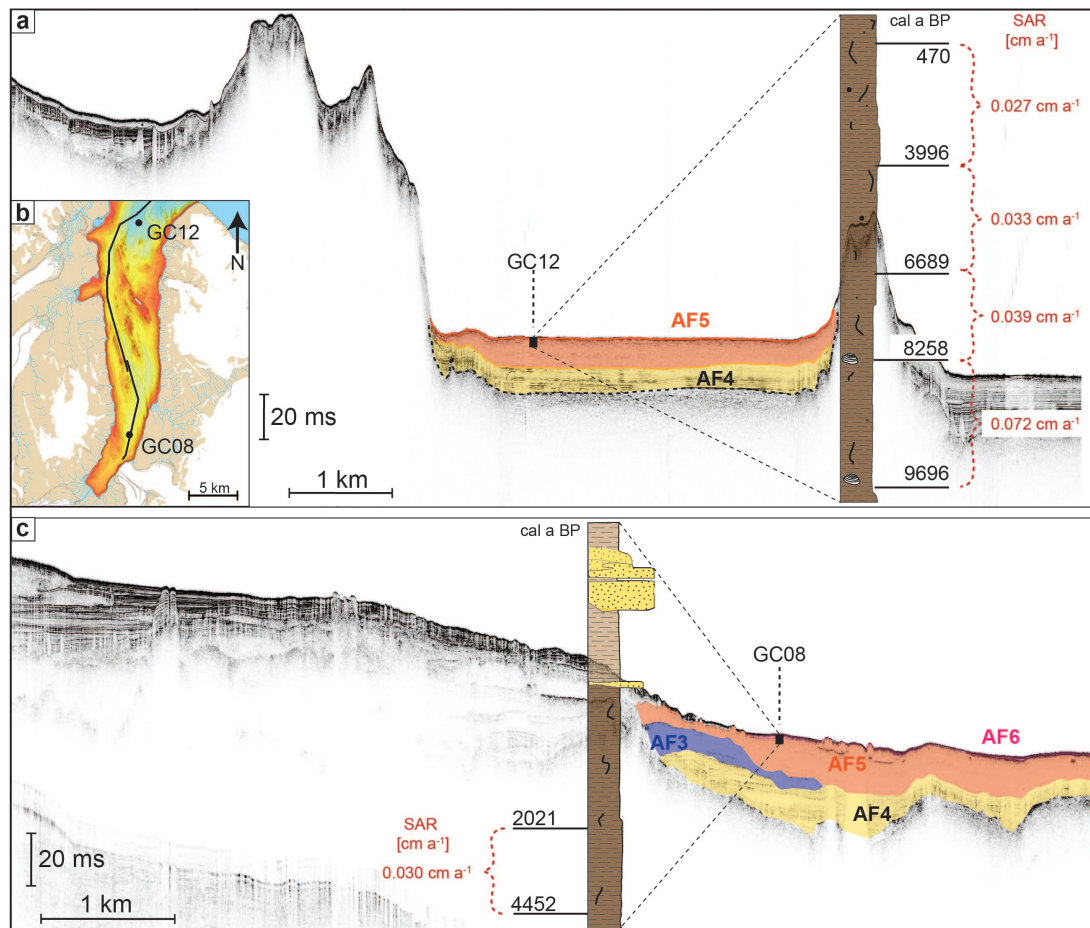 a
cal a BP
SAR
[cm a⁻¹]
470
0.027 cm a⁻¹
3996
0.033 cm a⁻¹
6689
0.039 cm a⁻¹
8258
0.072 cm a⁻¹
9696
GC12
AF5
AF4
20 ms
1 km
b
GC12
N
GC08
5 km
c
cal a BP
GC08
AF6
AF3
AF5
AF4
SAR
[cm a⁻¹]
2021
0.030 cm a⁻¹
4452
20 ms
1 km